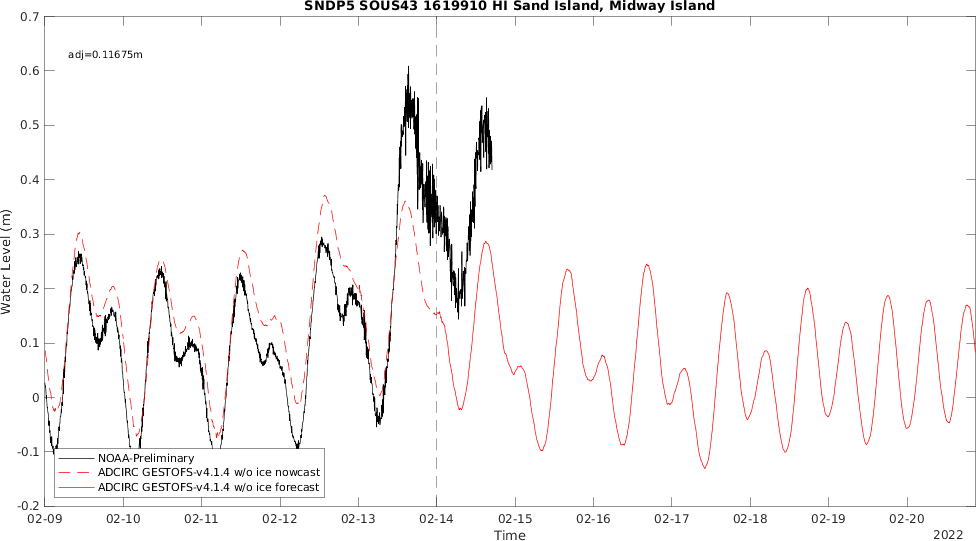 SNDP5 SOUS43 1619910 HI Sand Island, Midway Island
adj=0.11675m
Water Level (m)
0.7
0.6
0.5
0.4
0.3
0.2
0.1
0
-0.1
-0.2
NOAA-Preliminary
ADCIRC GESTOFS-v4.1.4 w/o ice nowcast
ADCIRC GESTOFS-v4.1.4 w/o ice forecast
02-09 02-10 02-11 02-12 02-13 02-14 02-15 02-16 02-17 02-18 02-19 02-20
Time
2022